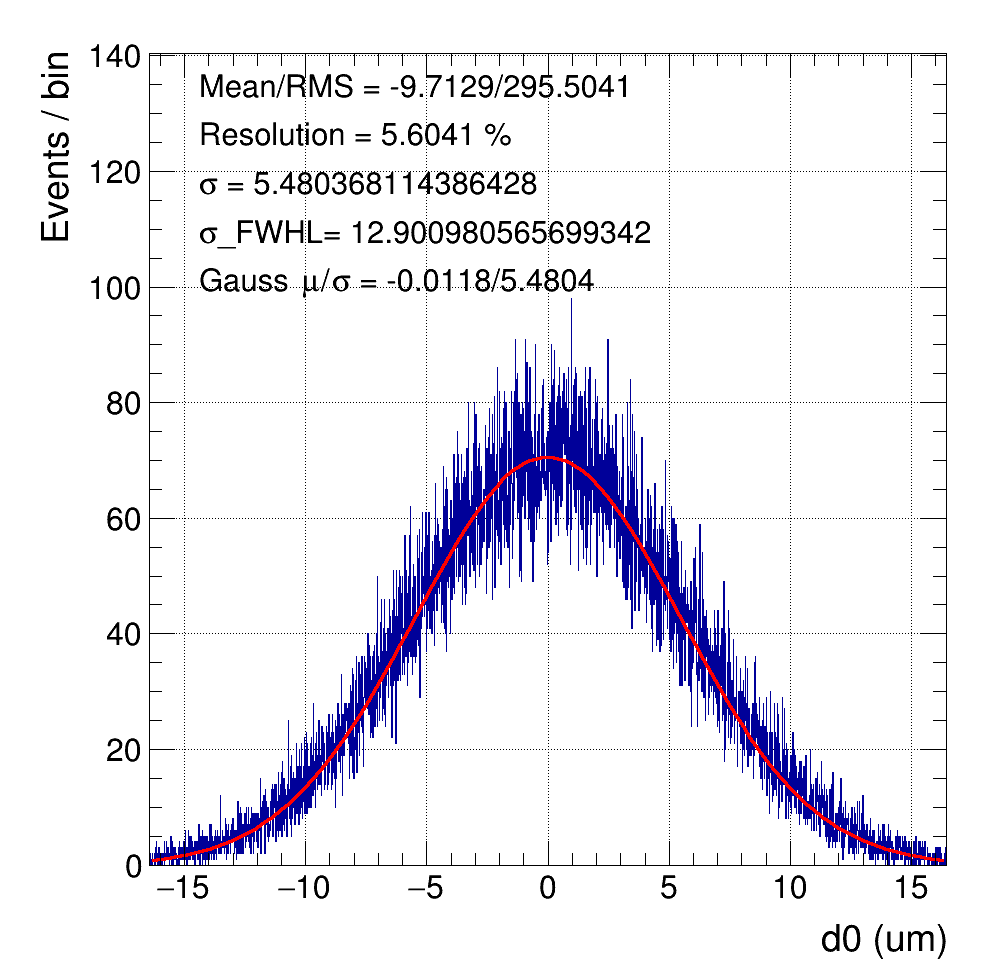 Events / bin
140
120
100
80
60
40
20
0
Mean/RMS = -9.7129/295.5041
Resolution = 5.6041 %
σ = 5.480368114386428
σ_FWHL= 12.900980565699342
Gauss μ/σ = -0.0118/5.4804
−15 −10 −5 0 5 10 15
d0 (um)